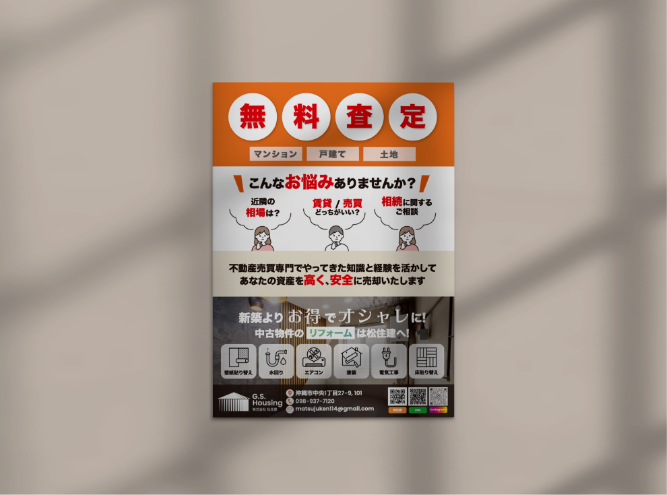 無料査定
マンション 戸建て 土地
こんなお悩みありませんか？
近隣の
相場は？
賃貸 / 売買
どっちがいい？
相続に関する
ご相談
不動産売買専門でやってきた知識と経験を活かして
あなたの資産を高く、安全に売却いたします
新築よりお得でオシャレに!
中古物件のリフォームは松住建へ!
壁紙貼り替え 水回り エアコン 塗装 電気工事 床貼り替え
G.S.
Housing
沖縄市中央1丁目27-9, 101
098-937-7120
matsujuken114@gmail.com